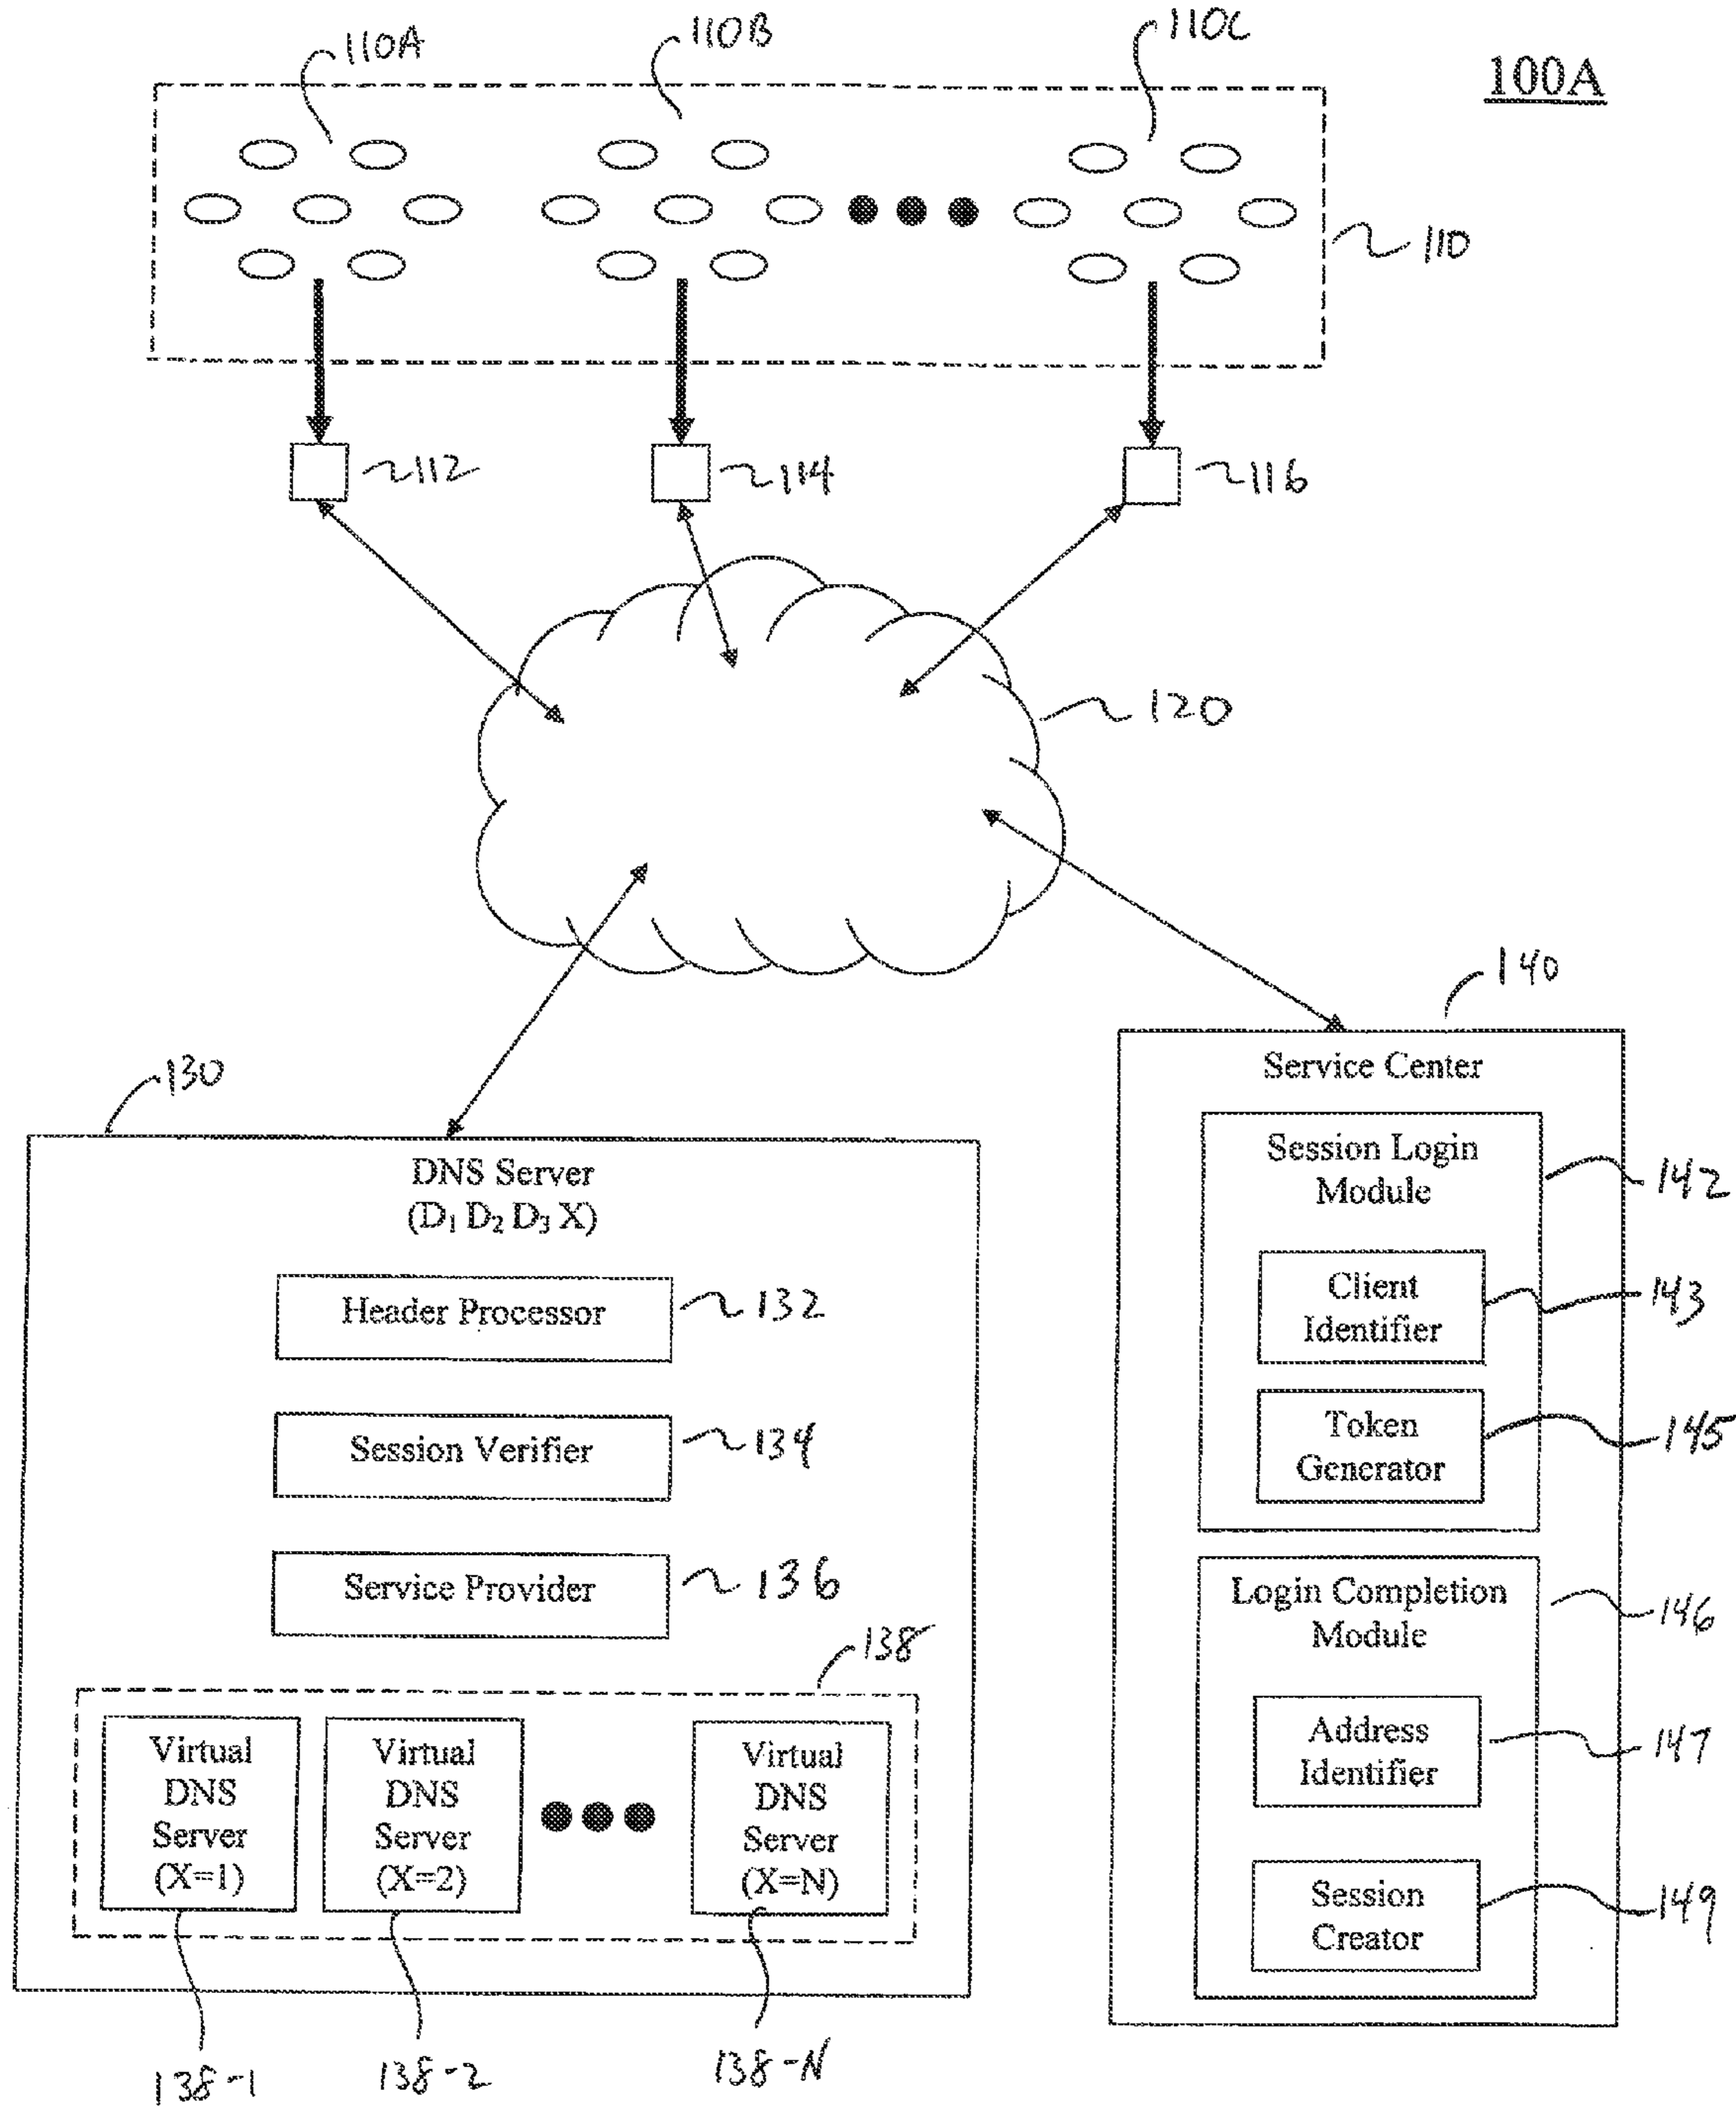 110A
110B
110C
100A
110
112
114
116
120
140
130
Service Center
DNS Server
(D₁ D₂ D₃ X)
Session Login
Module
142
Header Processor
132
Client
Identifier
143
Session Verifier
134
Token
Generator
145
Service Provider
136
Login Completion
Module
146
138
Virtual
DNS
Server
(X=1)
Virtual
DNS
Server
(X=2)
Virtual
DNS
Server
(X=N)
Address
Identifier
147
Session
Creator
149
138-1
138-2
138-N